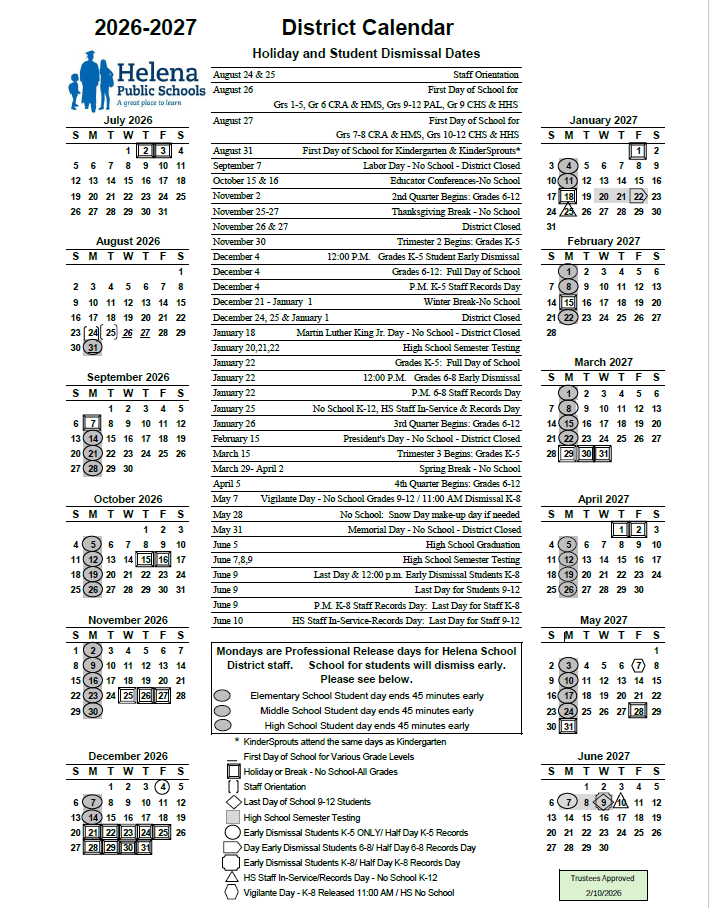 2026-2027 District Calendar
Holiday and Student Dismissal Dates
Helena
Public Schools
A great place to learn
July 2026
S M T W T F S
1 2 3 4
5 6 7 8 9 10 11
12 13 14 15 16 17 18
19 20 21 22 23 24 25
26 27 28 29 30 31
August 2026
S M T W T F S
1
2 3 4 5 6 7 8
9 10 11 12 13 14 15
16 17 18 19 20 21 22
23 24 25 26 27 28 29
30 31
September 2026
S M T W T F S
1 2 3 4 5
6 7 8 9 10 11 12
13 14 15 16 17 18 19
20 21 22 23 24 25 26
27 28 29 30
October 2026
S M T W T F S
1 2 3
4 5 6 7 8 9 10
11 12 13 14 15 16 17
18 19 20 21 22 23 24
25 26 27 28 29 30 31
November 2026
S M T W T F S
1 2 3 4 5 6 7
8 9 10 11 12 13 14
15 16 17 18 19 20 21
22 23 24 25 26 27 28
29 30
December 2026
S M T W T F S
1 2 3 4 5
6 7 8 9 10 11 12
13 14 15 16 17 18 19
20 21 22 23 24 25 26
27 28 29 30 31
August 24 & 25 Staff Orientation
August 26 First Day of School for
Grs 1-5, Gr 6 CRA & HMS, Grs 9-12 PAL, Gr 9 CHS & HHS
August 27 First Day of School for
Grs 7-8 CRA & HMS, Grs 10-12 CHS & HHS
August 31 First Day of School for Kindergarten & KinderSprouts*
September 7 Labor Day - No School - District Closed
October 15 & 16 Educator Conferences-No School
November 2 2nd Quarter Begins: Grades 6-12
November 25-27 Thanksgiving Break - No School
November 26 & 27 District Closed
November 30 Trimester 2 Begins: Grades K-5
December 4 12:00 P.M. Grades K-5 Student Early Dismissal
December 4 Grades 6-12: Full Day of School
December 4 P.M. K-5 Staff Records Day
December 21 - January 1 Winter Break-No School
December 24, 25 & January 1 District Closed
January 18 Martin Luther King Jr. Day - No School - District Closed
January 20,21,22 High School Semester Testing
January 22 Grades K-5: Full Day of School
January 22 12:00 P.M. Grades 6-8 Early Dismissal
January 22 P.M. 6-8 Staff Records Day
January 25 No School K-12, HS Staff In-Service & Records Day
January 26 3rd Quarter Begins: Grades 6-12
February 15 President's Day - No School - District Closed
March 15 Trimester 3 Begins: Grades K-5
March 29- April 2 Spring Break - No School
April 5 4th Quarter Begins: Grades 6-12
May 7 Vigilante Day - No School Grades 9-12 / 11:00 AM Dismissal K-8
May 28 No School: Snow Day make-up day if needed
May 31 Memorial Day - No School - District Closed
June 5 High School Graduation
June 7,8,9 High School Semester Testing
June 9 Last Day & 12:00 p.m. Early Dismissal Students K-8
June 9 Last Day for Students 9-12
June 9 P.M. K-8 Staff Records Day: Last Day for Staff K-8
June 10 HS Staff In-Service-Records Day: Last Day for Staff 9-12
Mondays are Professional Release days for Helena School
District staff. School for students will dismiss early.
Please see below.
Elementary School Student day ends 45 minutes early
Middle School Student day ends 45 minutes early
High School Student day ends 45 minutes early
* KinderSprouts attend the same days as Kindergarten
First Day of School for Various Grade Levels
Holiday or Break - No School-All Grades
Staff Orientation
Last Day of School 9-12 Students
High School Semester Testing
Early Dismissal Students K-5 ONLY/ Half Day K-5 Records
Day Early Dismissal Students 6-8/ Half Day 6-8 Records Day
Early Dismissal Students K-8/ Half Day K-8 Records Day
HS Staff In-Service/Records Day - No School K-12
Vigilante Day - K-8 Released 11:00 AM / HS No School
January 2027
S M T W T F S
1 2
3 4 5 6 7 8 9
10 11 12 13 14 15 16
17 18 19 20 21 22 23
24 25 26 27 28 29 30
31
February 2027
S M T W T F S
1 2 3 4 5 6
7 8 9 10 11 12 13
14 15 16 17 18 19 20
21 22 23 24 25 26 27
28
March 2027
S M T W T F S
1 2 3 4 5 6
7 8 9 10 11 12 13
14 15 16 17 18 19 20
21 22 23 24 25 26 27
28 29 30 31
April 2027
S M T W T F S
1 2 3
4 5 6 7 8 9 10
11 12 13 14 15 16 17
18 19 20 21 22 23 24
25 26 27 28 29 30
May 2027
S M T W T F S
1
2 3 4 5 6 7 8
9 10 11 12 13 14 15
16 17 18 19 20 21 22
23 24 25 26 27 28 29
30 31
June 2027
S M T W T F S
1 2 3 4 5
6 7 8 9 10 11 12
13 14 15 16 17 18 19
20 21 22 23 24 25 26
27 28 29 30
Trustees Approved
2/10/2026